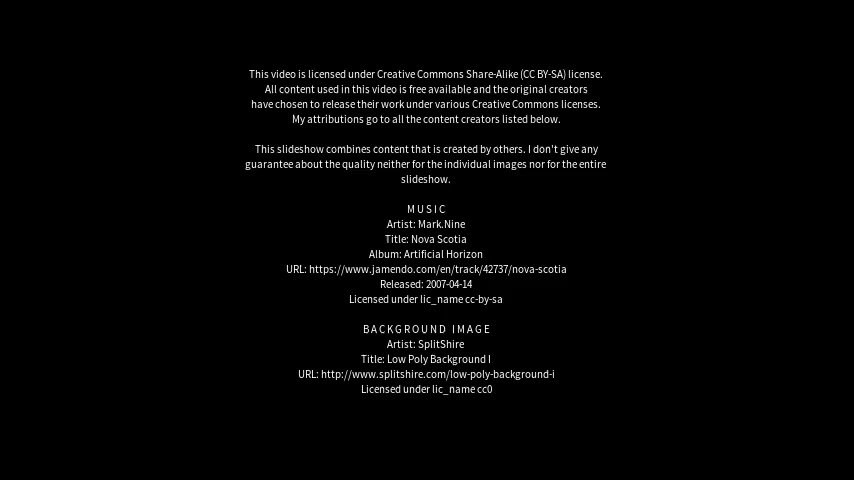 This video is licensed under Creative Commons Share-Alike (CC BY-SA) license.
All content used in this video is free available and the original creators
have chosen to release their work under various Creative Commons licenses.
My attributions go to all the content creators listed below.
This slideshow combines content that is created by others. I don't give any
guarantee about the quality neither for the individual images nor for the entire
slideshow.
MUSIC
Artist: Mark.Nine
Title: Nova Scotia
Album: Artificial Horizon
URL: https://www.jamendo.com/en/track/42737/nova-scotia
Released: 2007-04-14
Licensed under lic_name cc-by-sa
BACKGROUND IMAGE
Artist: SplitShire
Title: Low Poly Background I
URL: http://www.splitshire.com/low-poly-background-i
Licensed under lic_name cc0